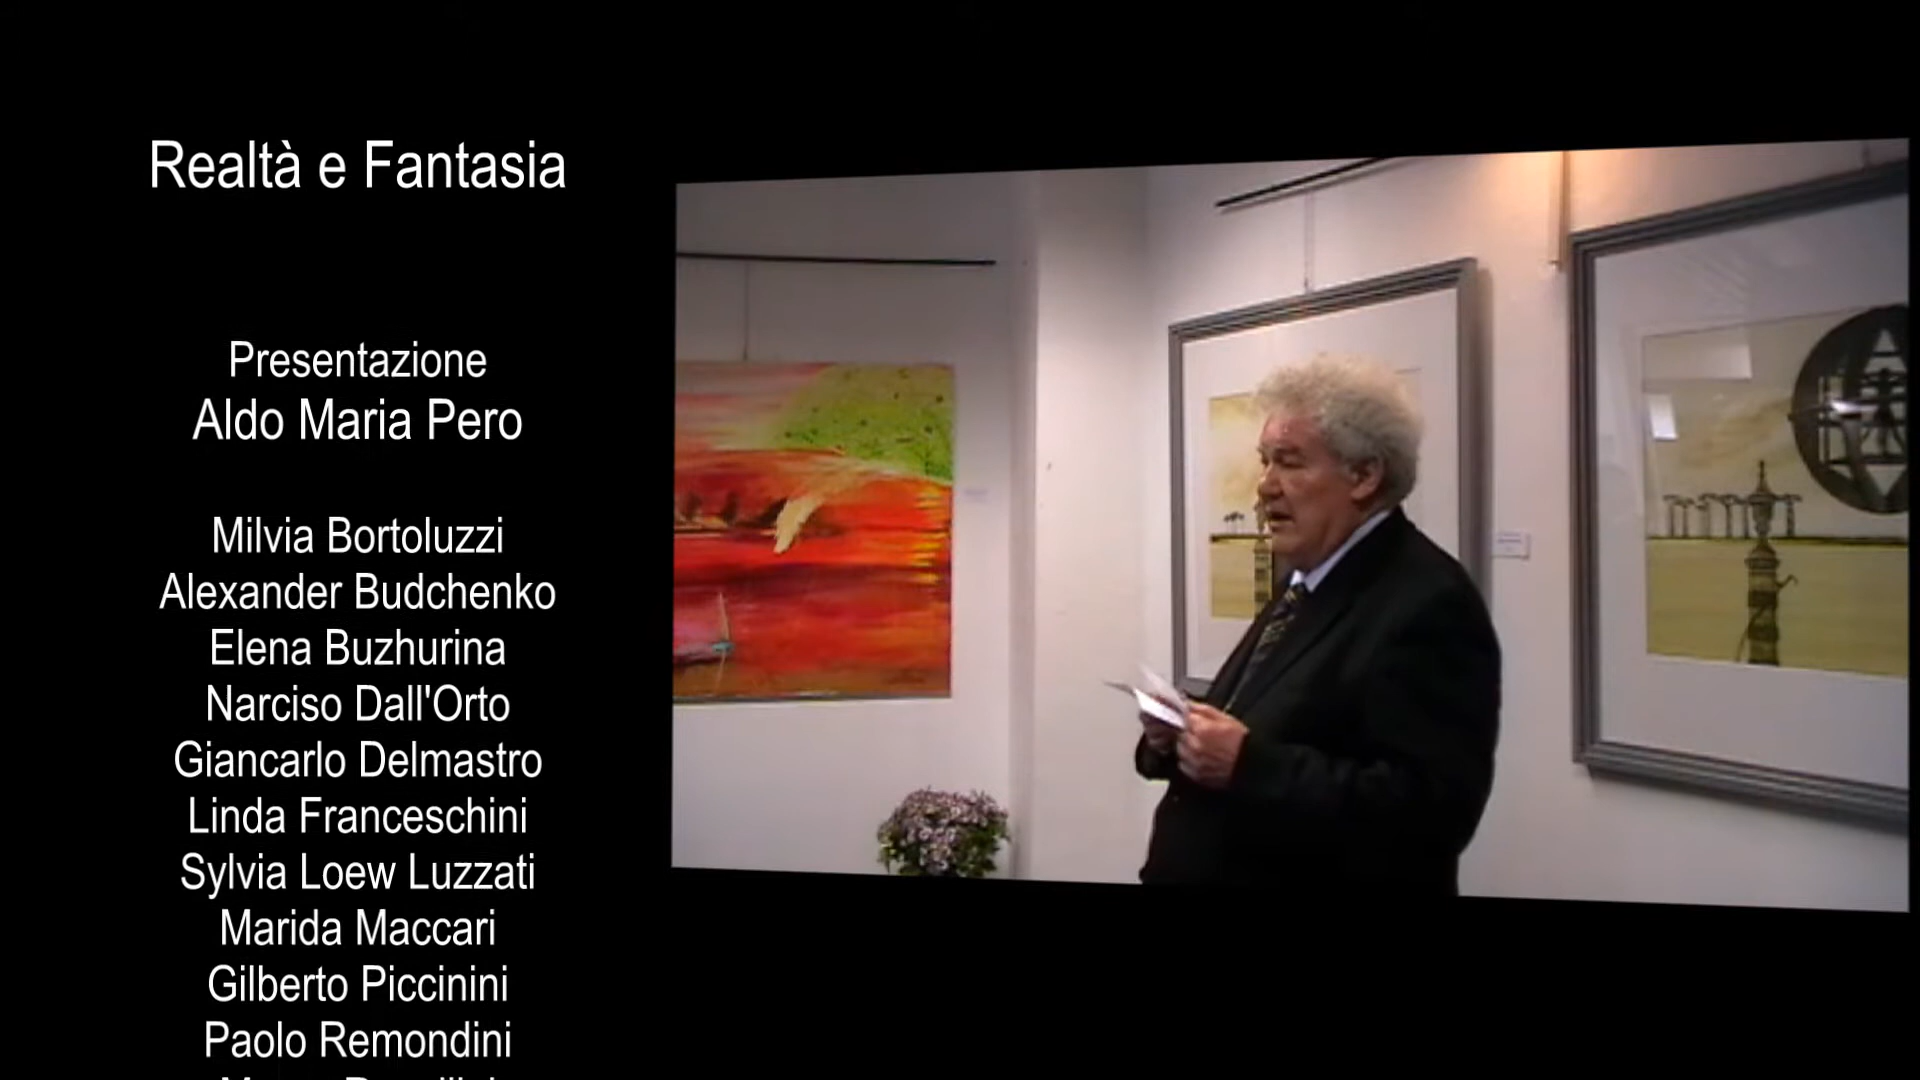 Realtà e Fantasia
Presentazione
Aldo Maria Pero
Milvia Bortoluzzi
Alexander Budchenko
Elena Buzhurina
Narciso Dall'Orto
Giancarlo Delmastro
Linda Franceschini
Sylvia Loew Luzzati
Marida Maccari
Gilberto Piccinini
Paolo Remondini